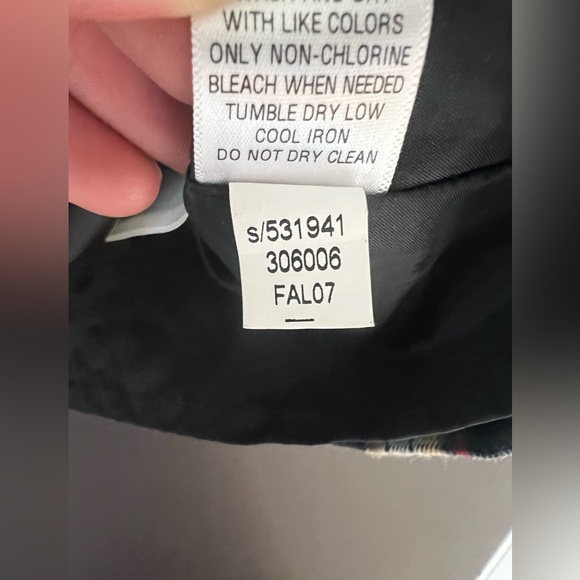 WITH LIKE COLORS
ONLY NON-CHLORINE
BLEACH WHEN NEEDED
TUMBLE DRY LOW
COOL IRON
DO NOT DRY CLEAN
s/531941
306006
FAL07